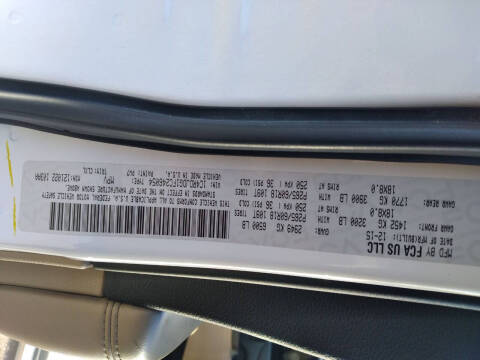 MFD BY FCA US LLC
DATE OF MFR/BUILT: 12-15 GVWR: 2949 KG 6500 LB
GAWR FRONT: 1452 KG 3200 LB WITH P265/60R18 109T TIRES
18X8.0 RIMS AT 250 KPA/ 36 PSI COLD
GAWR REAR: 1770 KG 3900 LB WITH P265/60R18 109T TIRES
18X8.0 RIMS AT 250 KPA/ 36 PSI COLD
THIS VEHICLE CONFORMS TO ALL APPLICABLE U.S.A. FEDERAL MOTOR VEHICLE SAFETY
STANDARDS IN EFFECT ON THE DATE OF MANUFACTURE SHOWN ABOVE.
VIN: TYPE: MPV
VEHICLE MADE IN U.S.A.